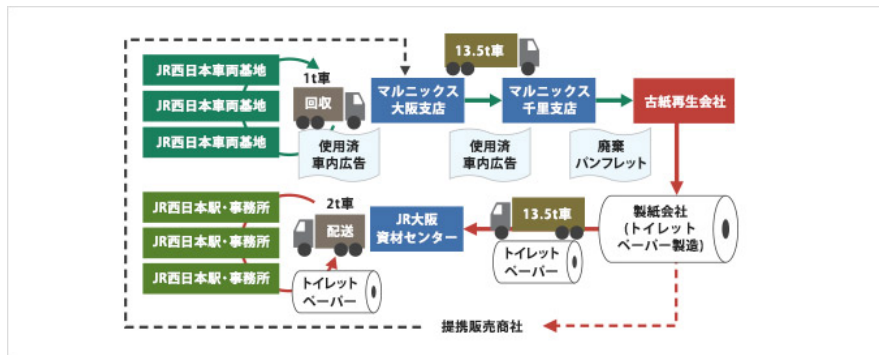 13.5t車
JR西日本車両基地
JR西日本車両基地
JR西日本車両基地
1t車
回収
マルニックス
大阪支店
マルニックス
千里支店
古紙再生会社
使用済
車内広告
使用済
車内広告
廃棄
パンフレット
JR西日本駅・事務所
JR西日本駅・事務所
JR西日本駅・事務所
2t車
配送
トイレット
ペーパー
JR大阪
資材センター
13.5t車
トイレット
ペーパー
製紙会社
(トイレット
ペーパー製造)
提携販売商社